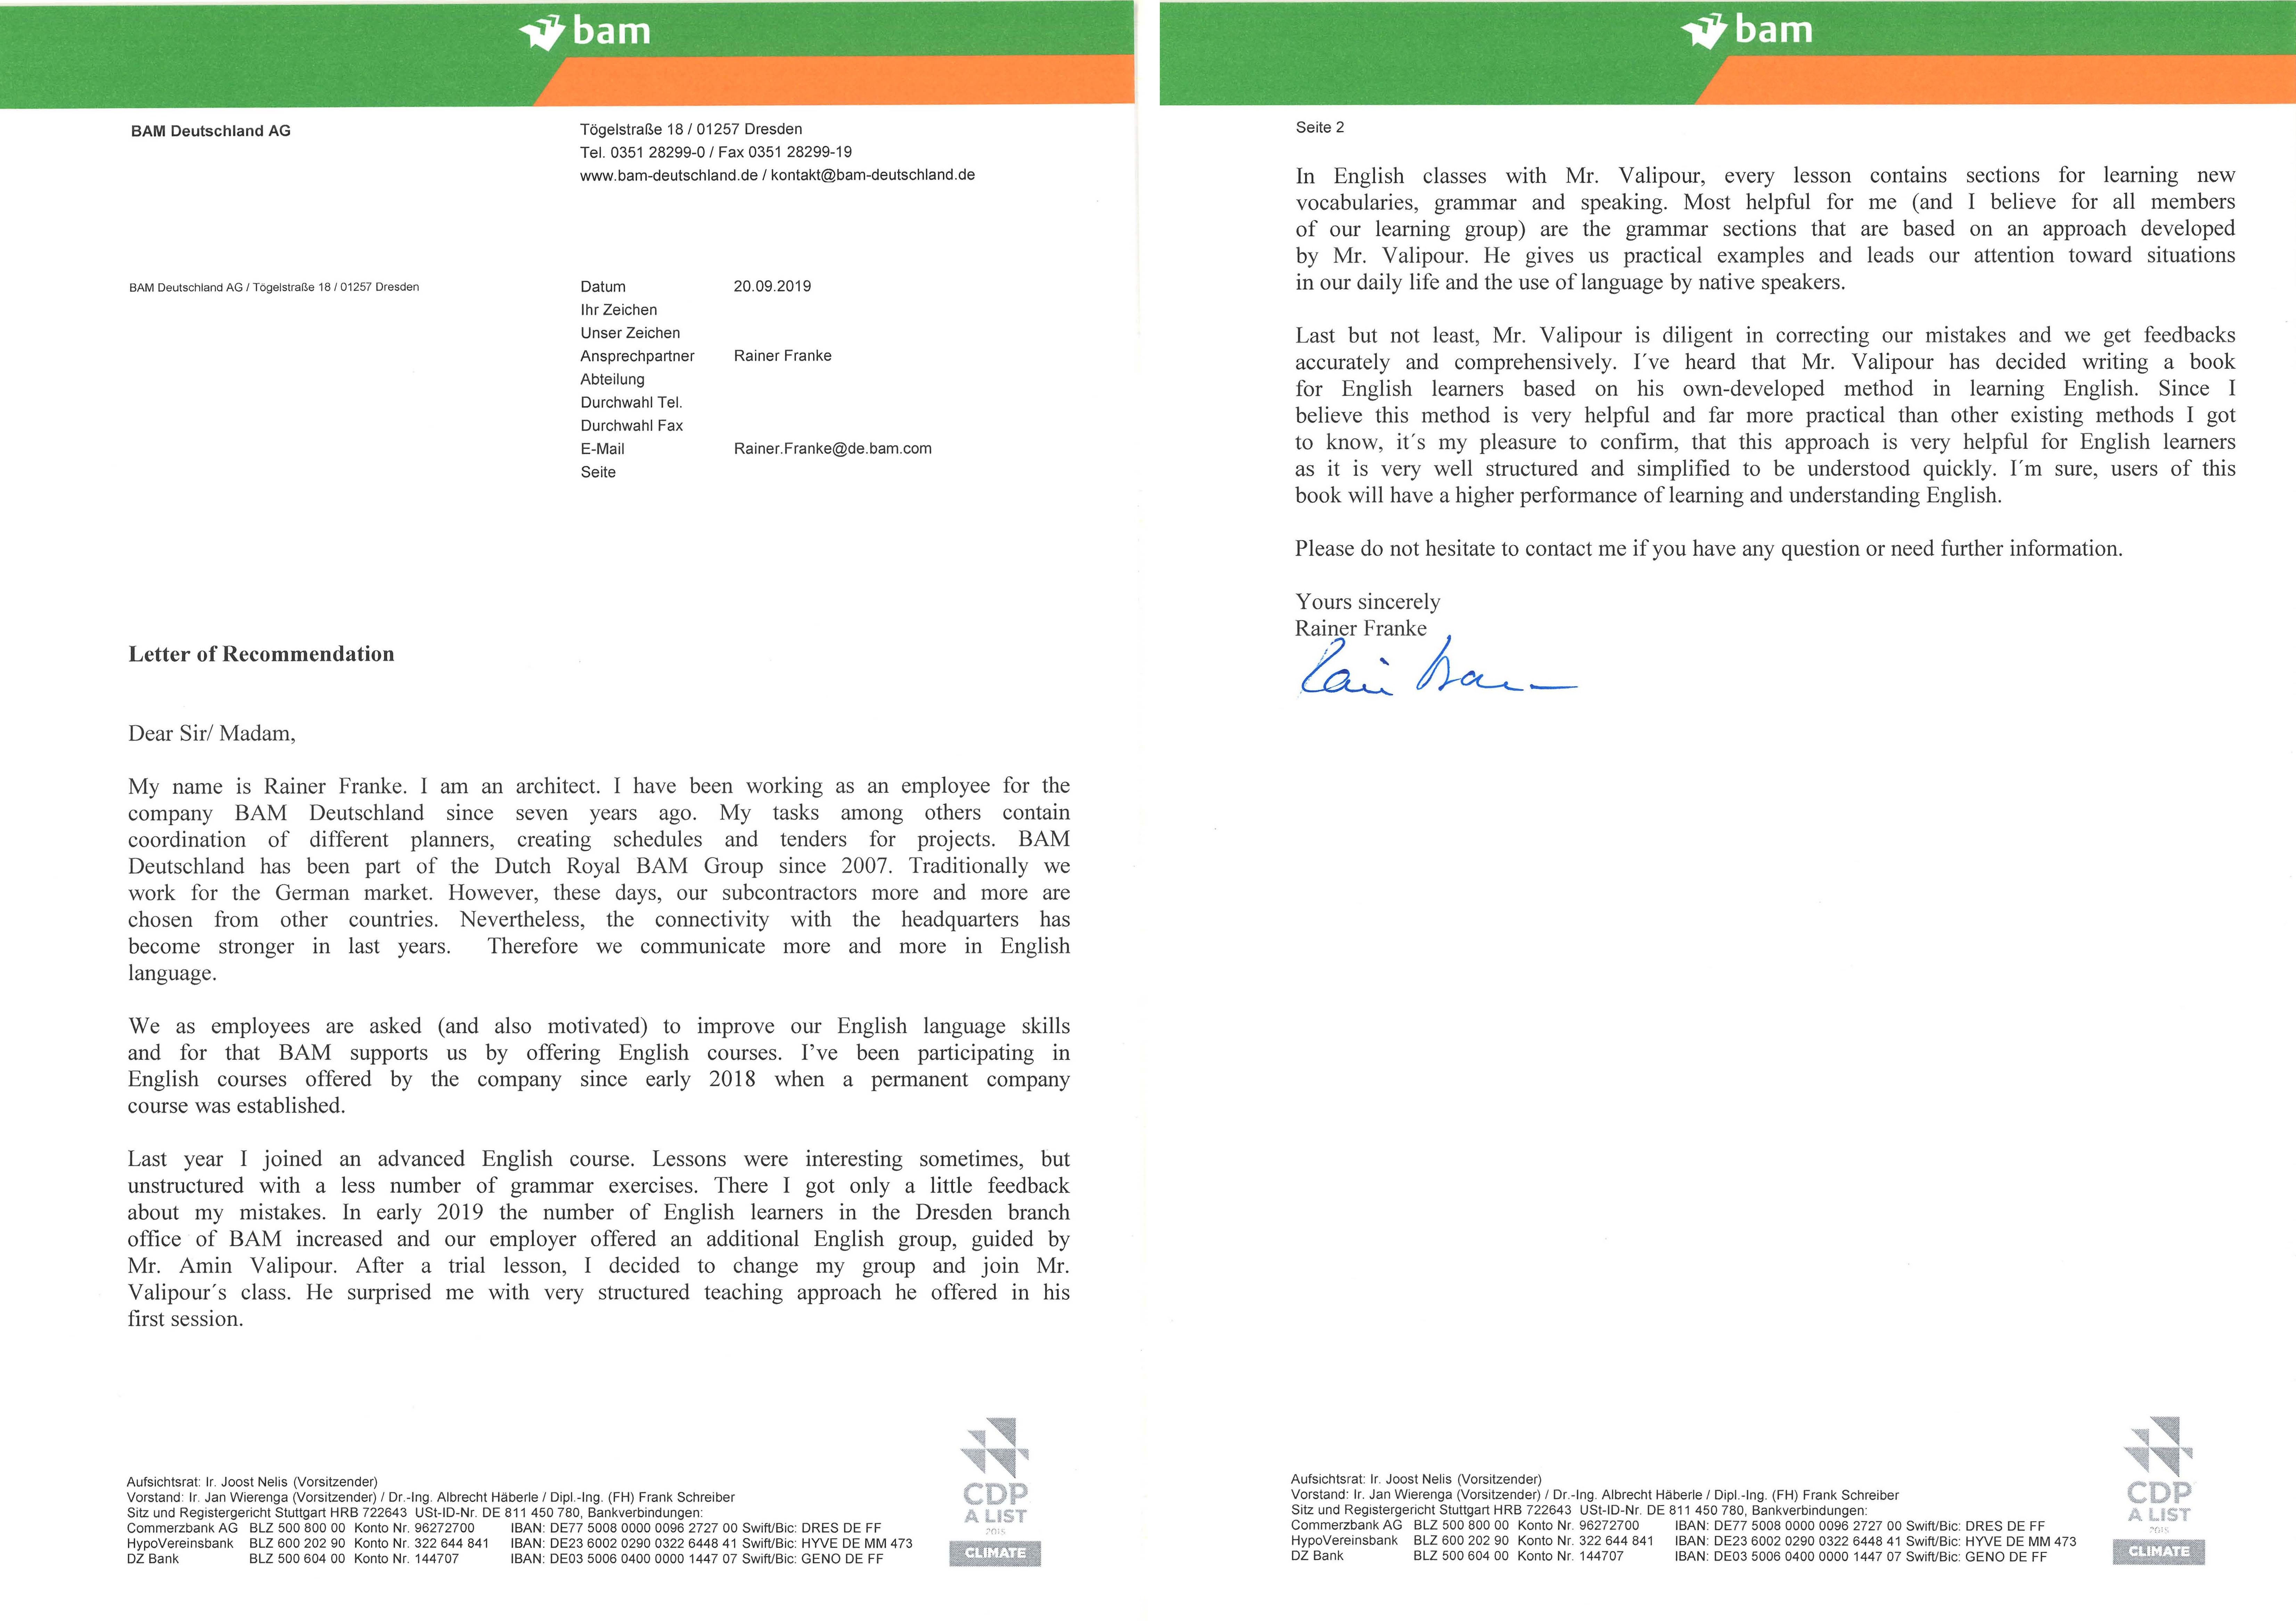 bam
BAM Deutschland AG
Tögelstraße 18 / 01257 Dresden
Tel. 0351 28299-0 / Fax 0351 28299-19
www.bam-deutschland.de / kontakt@bam-deutschland.de
BAM Deutschland AG / Tögelstraße 18 / 01257 Dresden
Datum 20.09.2019
Ihr Zeichen
Unser Zeichen
Ansprechpartner Rainer Franke
Abteilung
Durchwahl Tel.
Durchwahl Fax
E-Mail Rainer.Franke@de.bam.com
Seite
Letter of Recommendation
Dear Sir/ Madam,
My name is Rainer Franke. I am an architect. I have been working as an employee for the
company BAM Deutschland since seven years ago. My tasks among others contain
coordination of different planners, creating schedules and tenders for projects. BAM
Deutschland has been part of the Dutch Royal BAM Group since 2007. Traditionally we
work for the German market. However, these days, our subcontractors more and more are
chosen from other countries. Nevertheless, the connectivity with the headquarters has
become stronger in last years. Therefore we communicate more and more in English
language.
We as employees are asked (and also motivated) to improve our English language skills
and for that BAM supports us by offering English courses. I’ve been participating in
English courses offered by the company since early 2018 when a permanent company
course was established.
Last year I joined an advanced English course. Lessons were interesting sometimes, but
unstructured with a less number of grammar exercises. There I got only a little feedback
about my mistakes. In early 2019 the number of English learners in the Dresden branch
office of BAM increased and our employer offered an additional English group, guided by
Mr. Amin Valipour. After a trial lesson, I decided to change my group and join Mr.
Valipour´s class. He surprised me with very structured teaching approach he offered in his
first session.
Aufsichtsrat: Ir. Joost Nelis (Vorsitzender)
Vorstand: Ir. Jan Wierenga (Vorsitzender) / Dr.-Ing. Albrecht Häberle / Dipl.-Ing. (FH) Frank Schreiber
Sitz und Registergericht Stuttgart HRB 722643 USt-ID-Nr. DE 811 450 780, Bankverbindungen:
Commerzbank AG BLZ 500 800 00 Konto Nr. 96272700 IBAN: DE77 5008 0000 0096 2727 00 Swift/Bic: DRES DE FF
HypoVereinsbank BLZ 600 202 90 Konto Nr. 322 644 841 IBAN: DE23 6002 0290 0322 6448 41 Swift/Bic: HYVE DE MM 473
DZ Bank BLZ 500 604 00 Konto Nr. 144707 IBAN: DE03 5006 0400 0000 1447 07 Swift/Bic: GENO DE FF
CDP
A LIST
2015
CLIMATE
bam
Seite 2
In English classes with Mr. Valipour, every lesson contains sections for learning new
vocabularies, grammar and speaking. Most helpful for me (and I believe for all members
of our learning group) are the grammar sections that are based on an approach developed
by Mr. Valipour. He gives us practical examples and leads our attention toward situations
in our daily life and the use of language by native speakers.
Last but not least, Mr. Valipour is diligent in correcting our mistakes and we get feedbacks
accurately and comprehensively. I´ve heard that Mr. Valipour has decided writing a book
for English learners based on his own-developed method in learning English. Since I
believe this method is very helpful and far more practical than other existing methods I got
to know, it´s my pleasure to confirm, that this approach is very helpful for English learners
as it is very well structured and simplified to be understood quickly. I´m sure, users of this
book will have a higher performance of learning and understanding English.
Please do not hesitate to contact me if you have any question or need further information.
Yours sincerely
Rainer Franke
Aufsichtsrat: Ir. Joost Nelis (Vorsitzender)
Vorstand: Ir. Jan Wierenga (Vorsitzender) / Dr.-Ing. Albrecht Häberle / Dipl.-Ing. (FH) Frank Schreiber
Sitz und Registergericht Stuttgart HRB 722643 USt-ID-Nr. DE 811 450 780, Bankverbindungen:
Commerzbank AG BLZ 500 800 00 Konto Nr. 96272700 IBAN: DE77 5008 0000 0096 2727 00 Swift/Bic: DRES DE FF
HypoVereinsbank BLZ 600 202 90 Konto Nr. 322 644 841 IBAN: DE23 6002 0290 0322 6448 41 Swift/Bic: HYVE DE MM 473
DZ Bank BLZ 500 604 00 Konto Nr. 144707 IBAN: DE03 5006 0400 0000 1447 07 Swift/Bic: GENO DE FF
CDP
A LIST
2015
CLIMATE